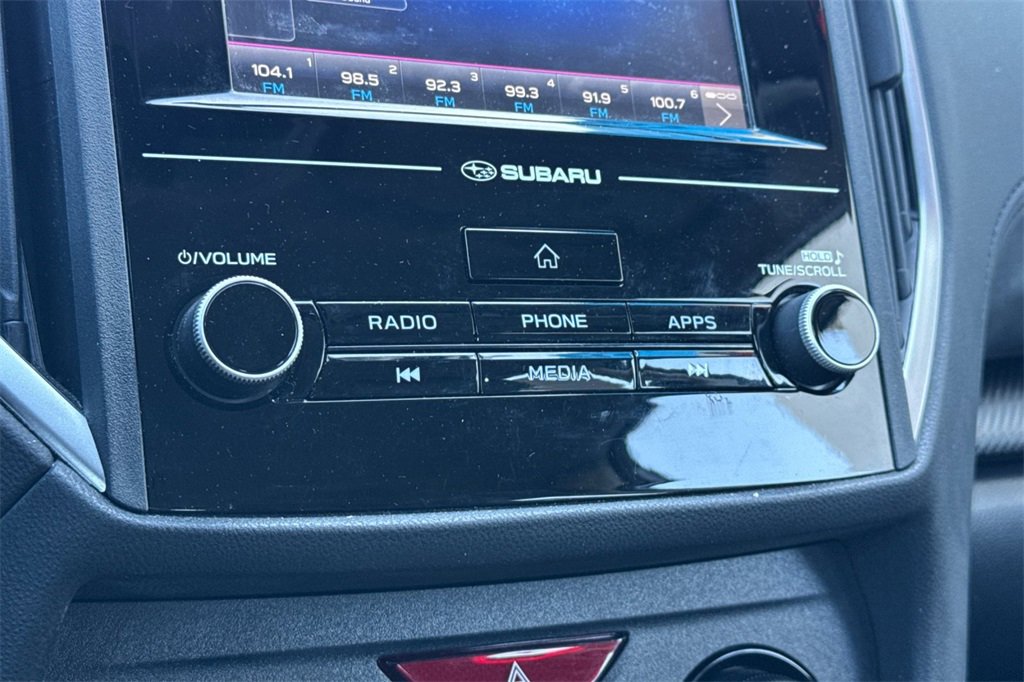 104.1 1 98.5 2 92.3 3 99.3 4 91.9 5 100.7 6
FM FM FM FM FM FM
SUBARU
/VOLUME
HOLD
TUNE/SCROLL
RADIO PHONE APPS
MEDIA